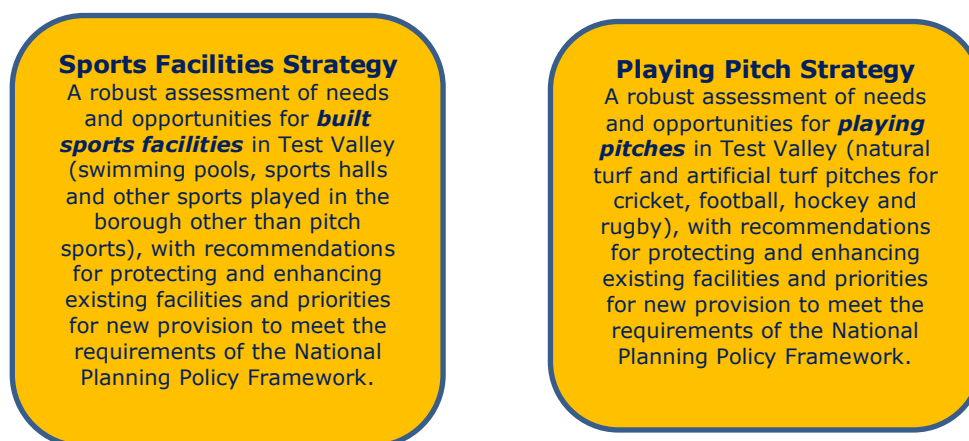 Sports Facilities Strategy
A robust assessment of needs
and opportunities for built
sports facilities in Test Valley
(swimming pools, sports halls
and other sports played in the
borough other than pitch
sports), with recommendations
for protecting and enhancing
existing facilities and priorities
for new provision to meet the
requirements of the National
Planning Policy Framework.
Playing Pitch Strategy
A robust assessment of needs
and opportunities for playing
pitches in Test Valley (natural
turf and artificial turf pitches for
cricket, football, hockey and
rugby), with recommendations
for protecting and enhancing
existing facilities and priorities
for new provision to meet the
requirements of the National
Planning Policy Framework.